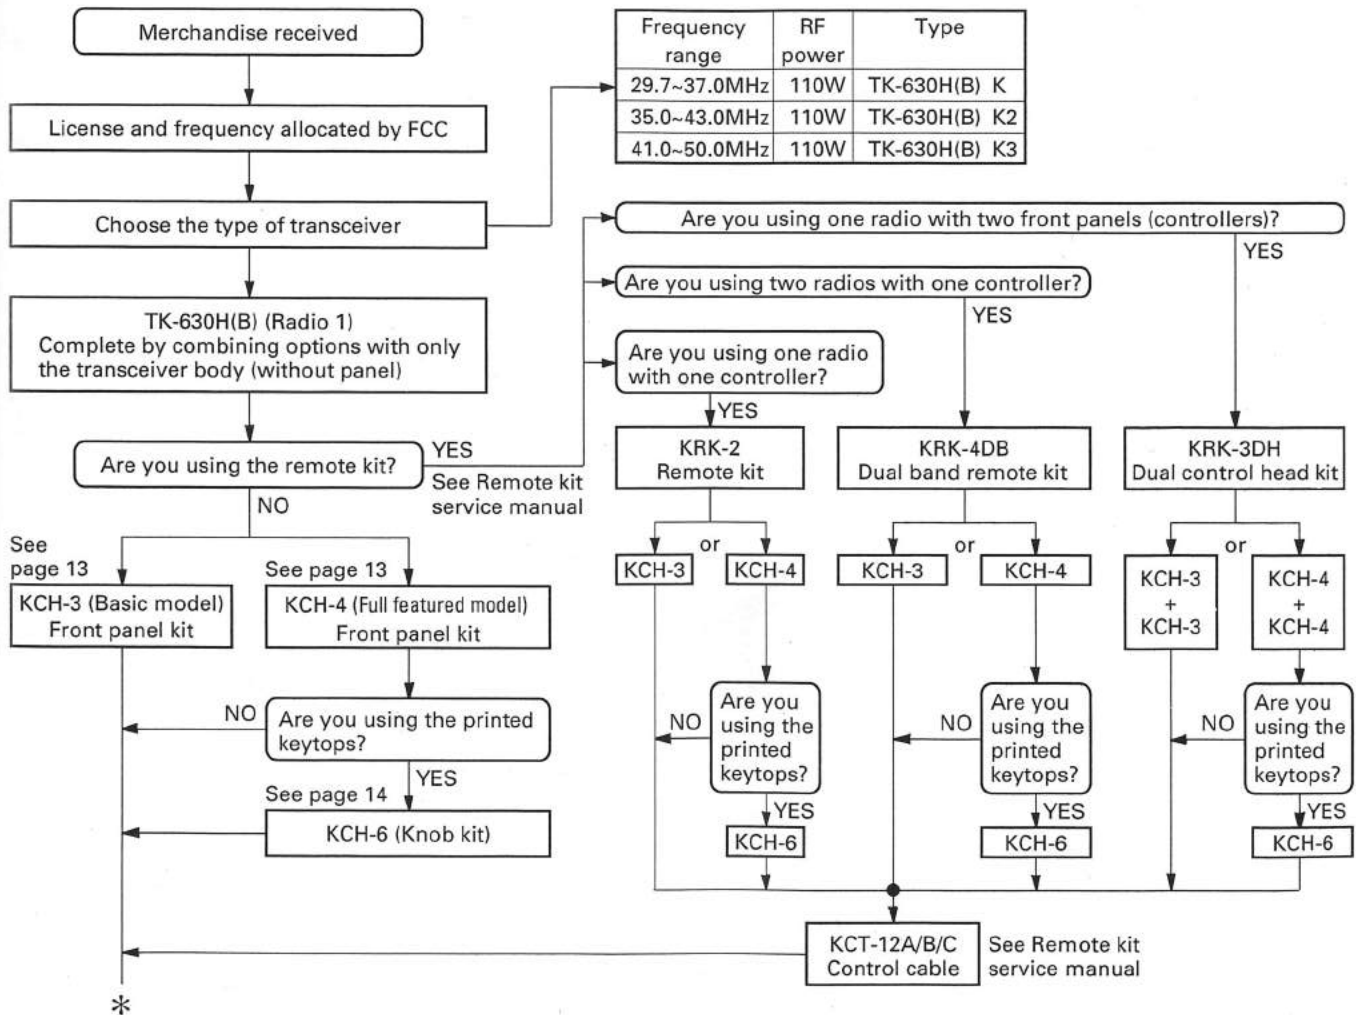 Merchandise received
License and frequency allocated by FCC
Choose the type of transceiver
TK-630H(B) (Radio 1)
Complete by combining options with only
the transceiver body (without panel)
Are you using the remote kit?
YES
See Remote kit
service manual
NO
See
page 13
KCH-3 (Basic model)
Front panel kit
See page 13
KCH-4 (Full featured model)
Front panel kit
NO
Are you using the printed
keytops?
YES
See page 14
KCH-6 (Knob kit)
*
Frequency range RF power Type
29.7~37.0MHz 110W TK-630H(B) K
35.0~43.0MHz 110W TK-630H(B) K2
41.0~50.0MHz 110W TK-630H(B) K3
Are you using one radio with two front panels (controllers)?
YES
Are you using two radios with one controller?
YES
Are you using one radio
with one controller?
YES
KRK-2
Remote kit
KRK-4DB
Dual band remote kit
KRK-3DH
Dual control head kit
or
KCH-3
KCH-4
or
KCH-3
KCH-4
or
KCH-3
+
KCH-3
KCH-4
+
KCH-4
NO
Are you
using the
printed
keytops?
YES
KCH-6
NO
Are you
using the
printed
keytops?
YES
KCH-6
NO
Are you
using the
printed
keytops?
YES
KCH-6
KCT-12A/B/C
Control cable
See Remote kit
service manual